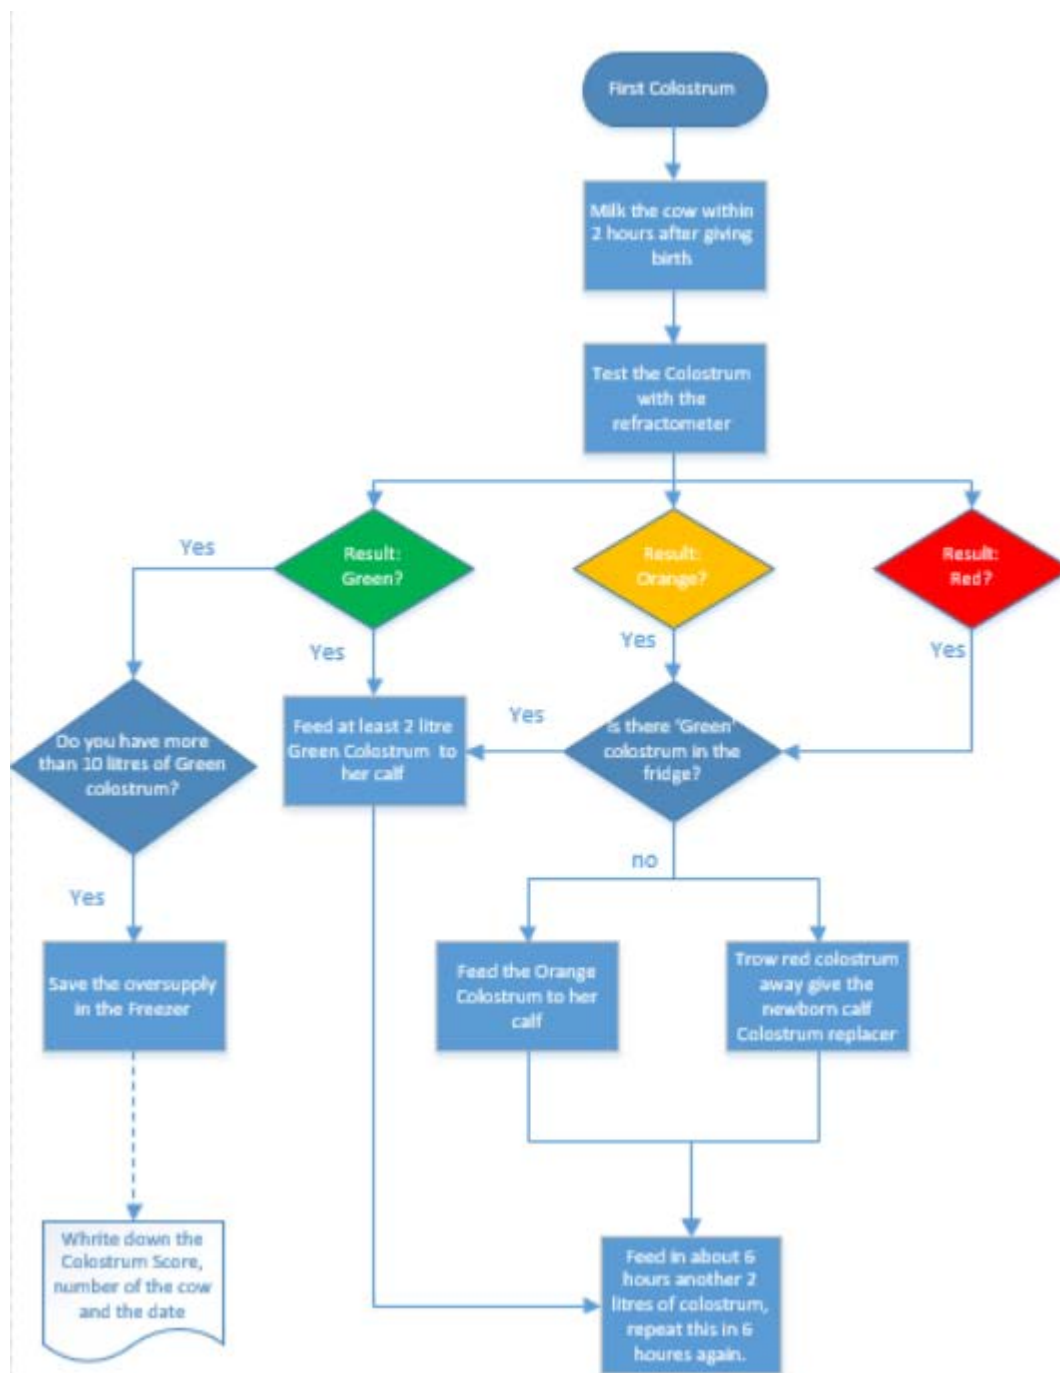 First Colostrum
Milk the cow within
2 hours after giving
birth
Test the Colostrum
with the
refractometer
Yes
Result:
Green?
Result:
Orange?
Result:
Red?
Yes
Yes
Yes
Do you have more
than 10 litres of Green
colostrum?
Feed at least 2 litre
Green Colostrum to
her calf
Yes
Is there 'Green'
colostrum in the
fridge?
no
Yes
Save the oversupply
in the Freezer
Feed the Orange
Colostrum to her
calf
Trow red colostrum
away give the
newborn calf
Colostrum replacer
Whrite down the
Colostrum Score,
number of the cow
and the date
Feed in about 6
hours another 2
litres of colostrum,
repeat this in 6
houres again.